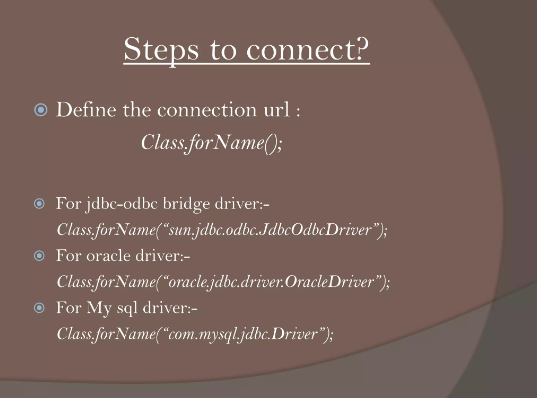 Steps to connect?
Define the connection url :
Class.forName();
For jdbc-odbc bridge driver:-
Class.forName(“sun.jdbc.odbc.JdbcOdbcDriver”);
For oracle driver:-
Class.forName(“oracle.jdbc.driver.OracleDriver”);
For My sql driver:-
Class.forName(“com.mysql.jdbc.Driver”);